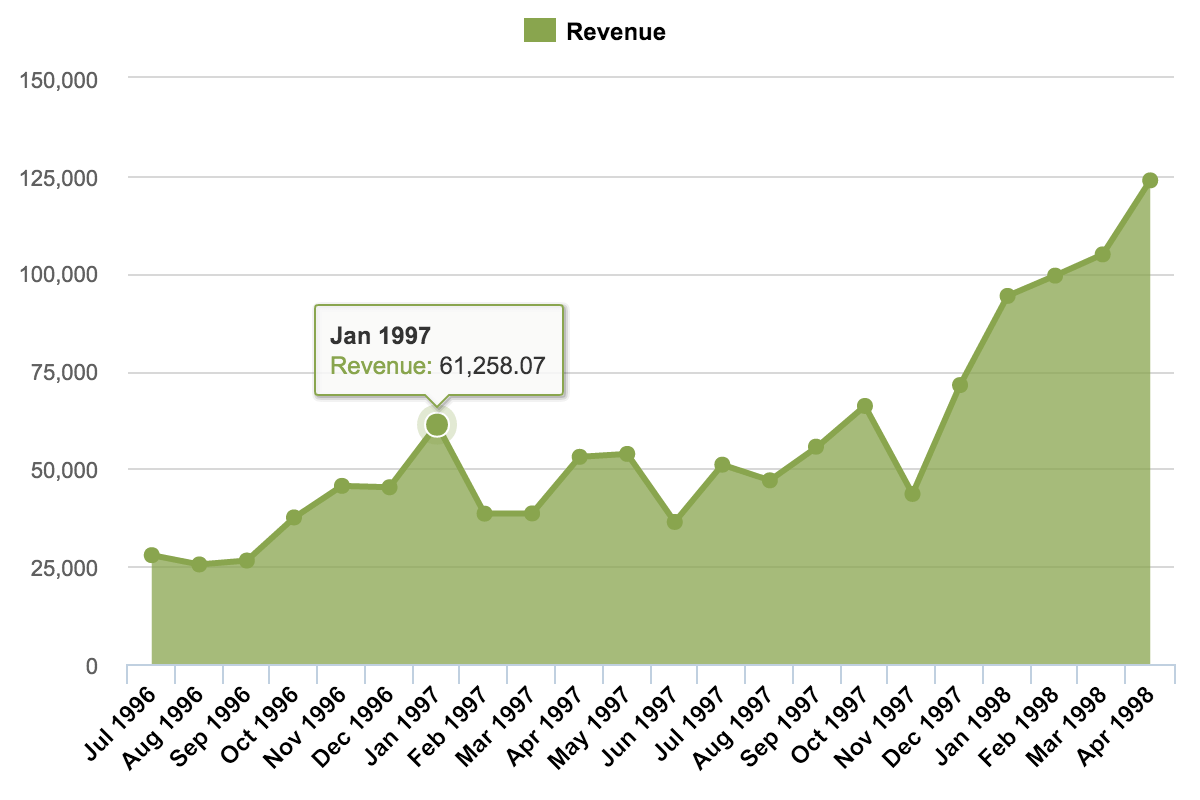 Revenue
150,000
125,000
100,000
75,000
50,000
25,000
0
Jan 1997
Revenue: 61,258.07
Jul 1996
Aug 1996
Sep 1996
Oct 1996
Nov 1996
Dec 1996
Jan 1997
Feb 1997
Mar 1997
Apr 1997
May 1997
Jun 1997
Jul 1997
Aug 1997
Sep 1997
Oct 1997
Nov 1997
Dec 1997
Jan 1998
Feb 1998
Mar 1998
Apr 1998